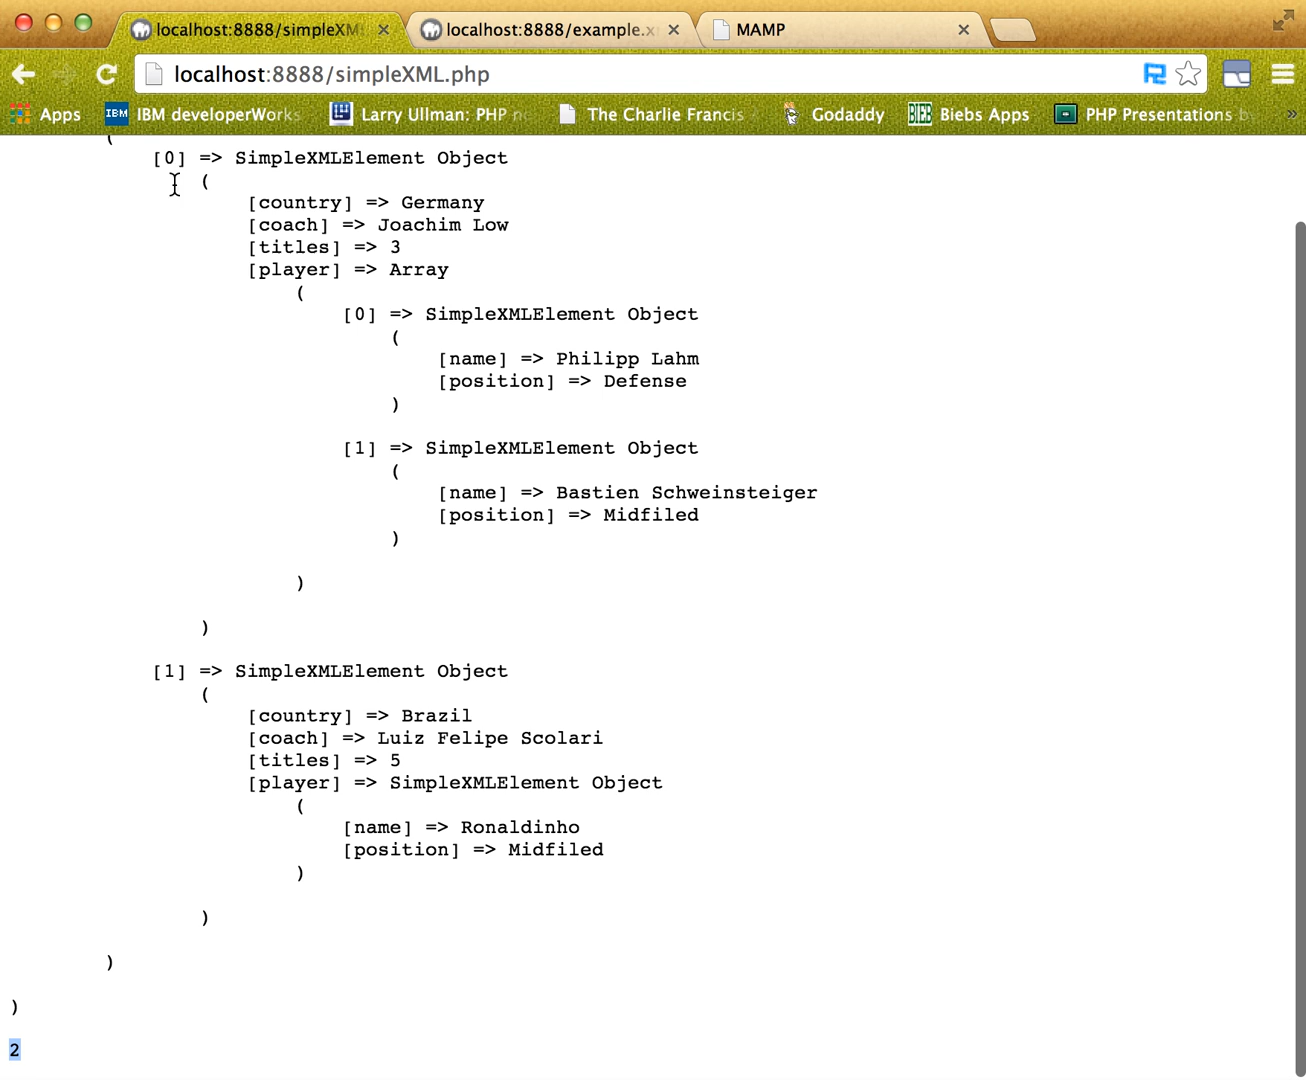 localhost:8888/simpleXM
localhost:8888/example.x
MAMP
localhost:8888/simpleXML.php
Apps
IBM
IBM developerWorks
Larry Ullman: PHP n
The Charlie Francis
Godaddy
BIEB
Biebs Apps
PHP Presentations b
»
(
[0] => SimpleXMLElement Object
(
[country] => Germany
[coach] => Joachim Low
[titles] => 3
[player] => Array
(
[0] => SimpleXMLElement Object
(
[name] => Philipp Lahm
[position] => Defense
)
[1] => SimpleXMLElement Object
(
[name] => Bastien Schweinsteiger
[position] => Midfiled
)
)
)
[1] => SimpleXMLElement Object
(
[country] => Brazil
[coach] => Luiz Felipe Scolari
[titles] => 5
[player] => SimpleXMLElement Object
(
[name] => Ronaldinho
[position] => Midfiled
)
)
)
)
2